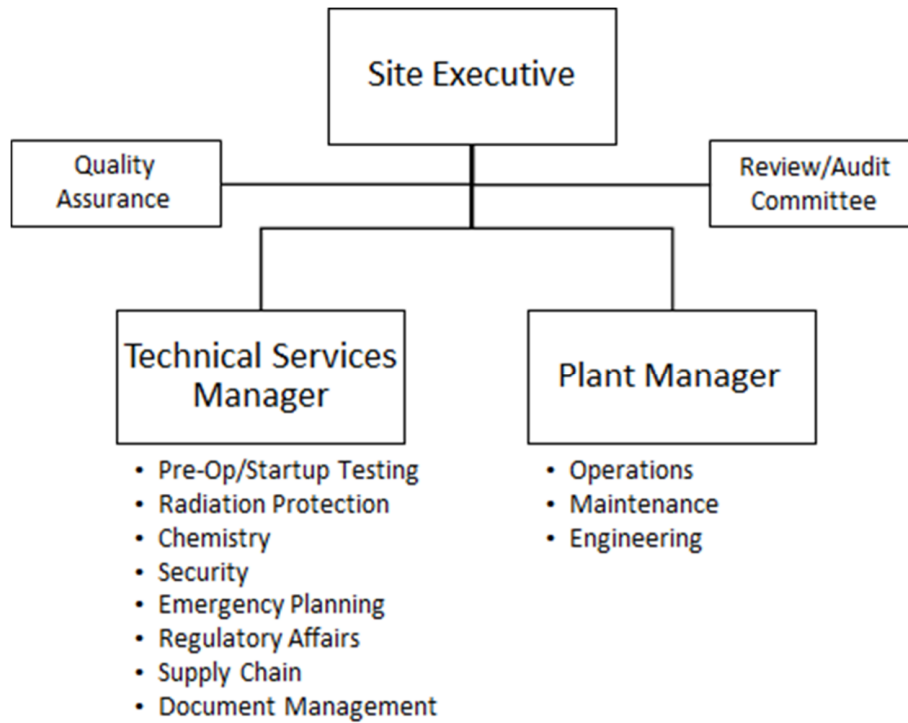 Site Executive
Quality
Assurance
Review/Audit
Committee
Technical Services
Manager
• Pre-Op/Startup Testing
• Radiation Protection
• Chemistry
• Security
• Emergency Planning
• Regulatory Affairs
• Supply Chain
• Document Management
Plant Manager
• Operations
• Maintenance
• Engineering